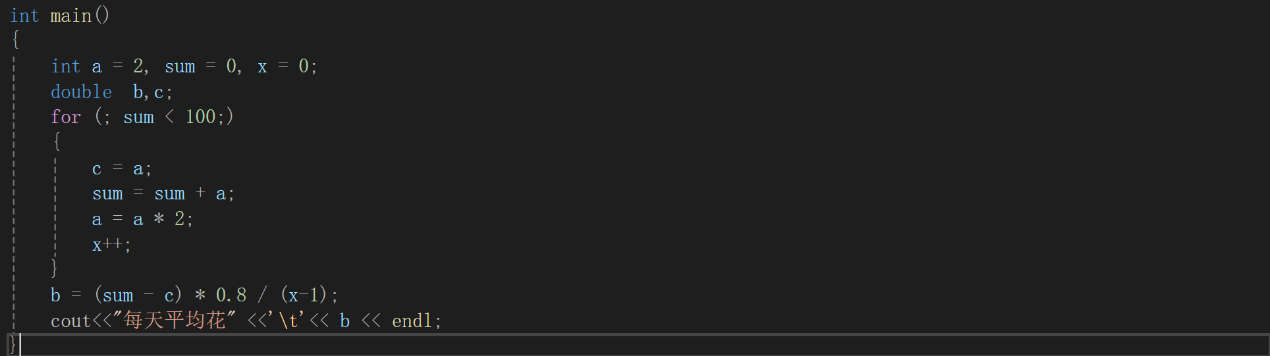 int main()
{
int a = 2, sum = 0, x = 0;
double  b,c;
for (; sum < 100;)
{
c = a;
sum = sum + a;
a = a * 2;
x++;
}
b = (sum - c) * 0.8 / (x-1);
cout<<"每天平均花" <<'\t'<< b << endl;
}